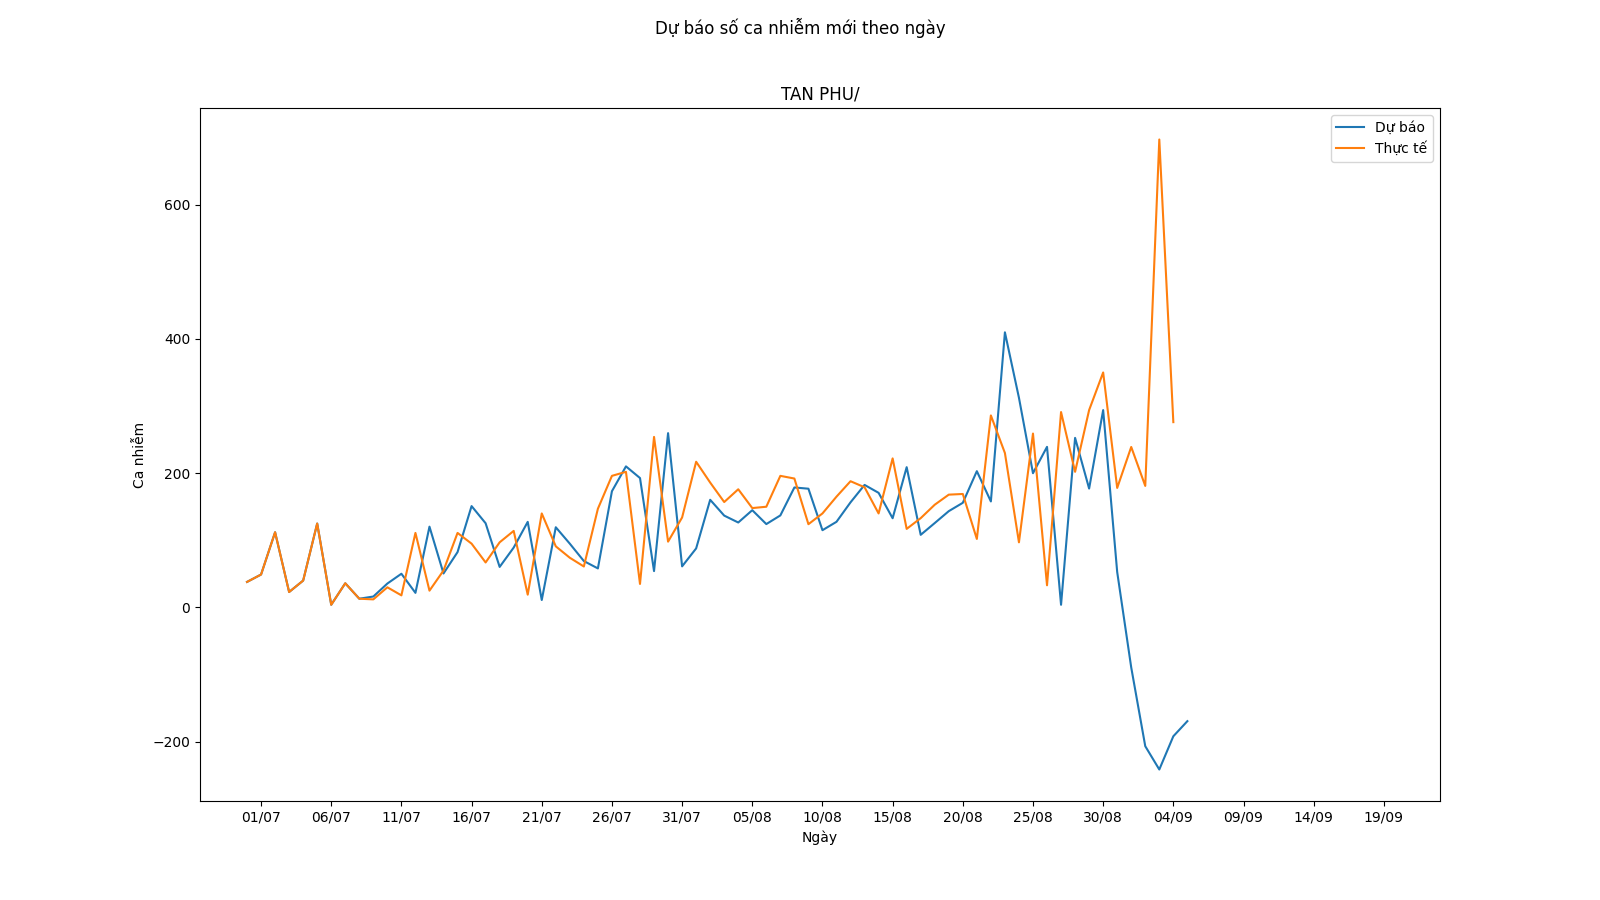 Dự báo số ca nhiễm mới theo ngày
TAN PHU/
Dự báo
Thực tế
600
400
200
0
−200
Ca nhiễm
01/07 06/07 11/07 16/07 21/07 26/07 31/07 05/08 10/08 15/08 20/08 25/08 30/08 04/09 09/09 14/09 19/09
Ngày